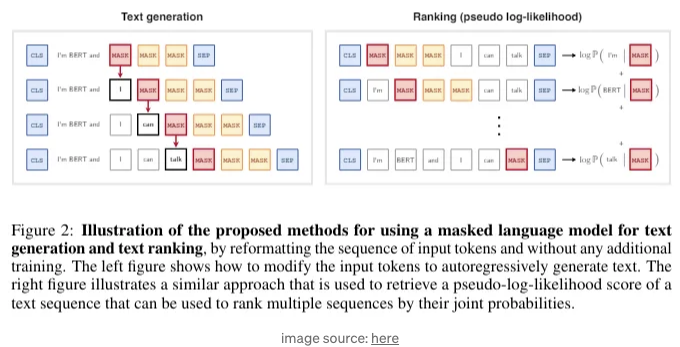 Text generation
Ranking (pseudo log-likelihood)
CLS I'm BERT and MASK MASK MASK SEP
CLS I'm BERT and I MASK MASK MASK SEP
CLS I'm BERT and I can MASK MASK MASK SEP
CLS I'm BERT and I can talk MASK MASK MASK SEP
CLS MASK MASK MASK I can talk SEP → log P( I'm | MASK )
+
CLS I'm MASK MASK MASK can talk SEP → log P( BERT | MASK )
+
⋮
+
CLS I'm BERT and I can MASK SEP → log P( talk | MASK )
Figure 2: Illustration of the proposed methods for using a masked language model for text
generation and text ranking, by reformatting the sequence of input tokens and without any additional
training. The left figure shows how to modify the input tokens to autoregressively generate text. The
right figure illustrates a similar approach that is used to retrieve a pseudo-log-likelihood score of a
text sequence that can be used to rank multiple sequences by their joint probabilities.
image source: here